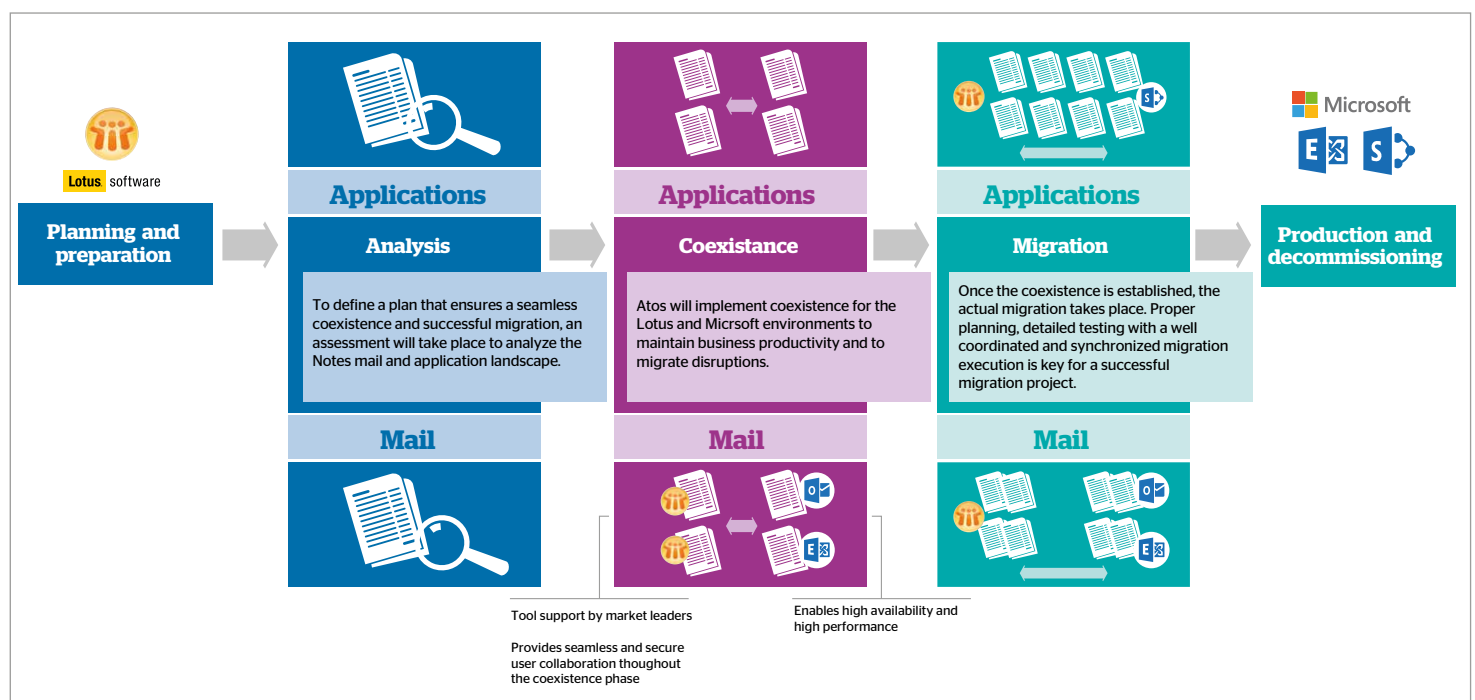 Lotus. software
Planning and
preparation
Applications
Analysis
To define a plan that ensures a seamless
coexistence and successful migration, an
assessment will take place to analyze the
Notes mail and application landscape.
Mail
Applications
Coexistance
Atos will implement coexistence for the
Lotus and Micrsoft environments to
maintain business productivity and to
migrate disruptions.
Mail
O
E
Tool support by market leaders
Provides seamless and secure
user collaboration thoughout
the coexistence phase
Enables high availability and
high performance
S
Applications
Migration
Once the coexistence is established, the
actual migration takes place. Proper
planning, detailed testing with a well
coordinated and synchronized migration
execution is key for a successful
migration project.
Mail
O
E
Microsoft
E S
Production and
decommissioning